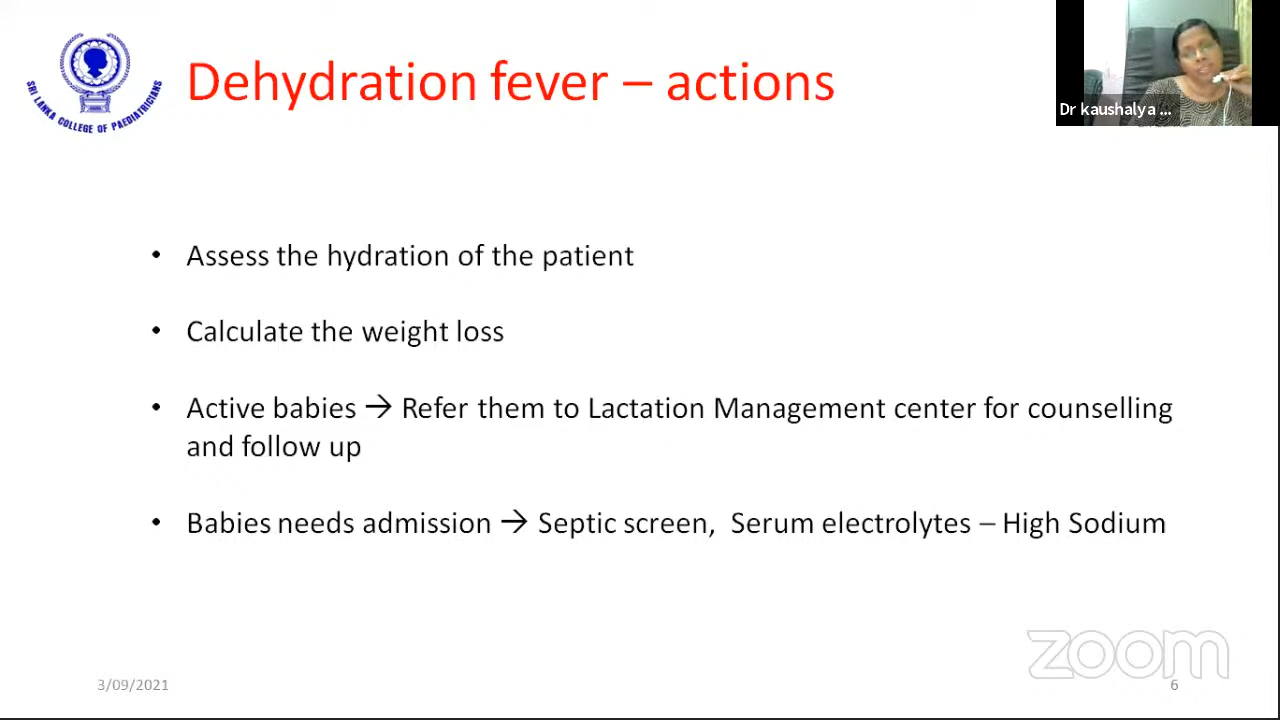 SRI LANKA COLLEGE OF PAEDIATRICIANS
Dehydration fever – actions
Dr kaushalya ...
• Assess the hydration of the patient
• Calculate the weight loss
• Active babies → Refer them to Lactation Management center for counselling
and follow up
• Babies needs admission → Septic screen, Serum electrolytes – High Sodium
zoom
3/09/2021
6